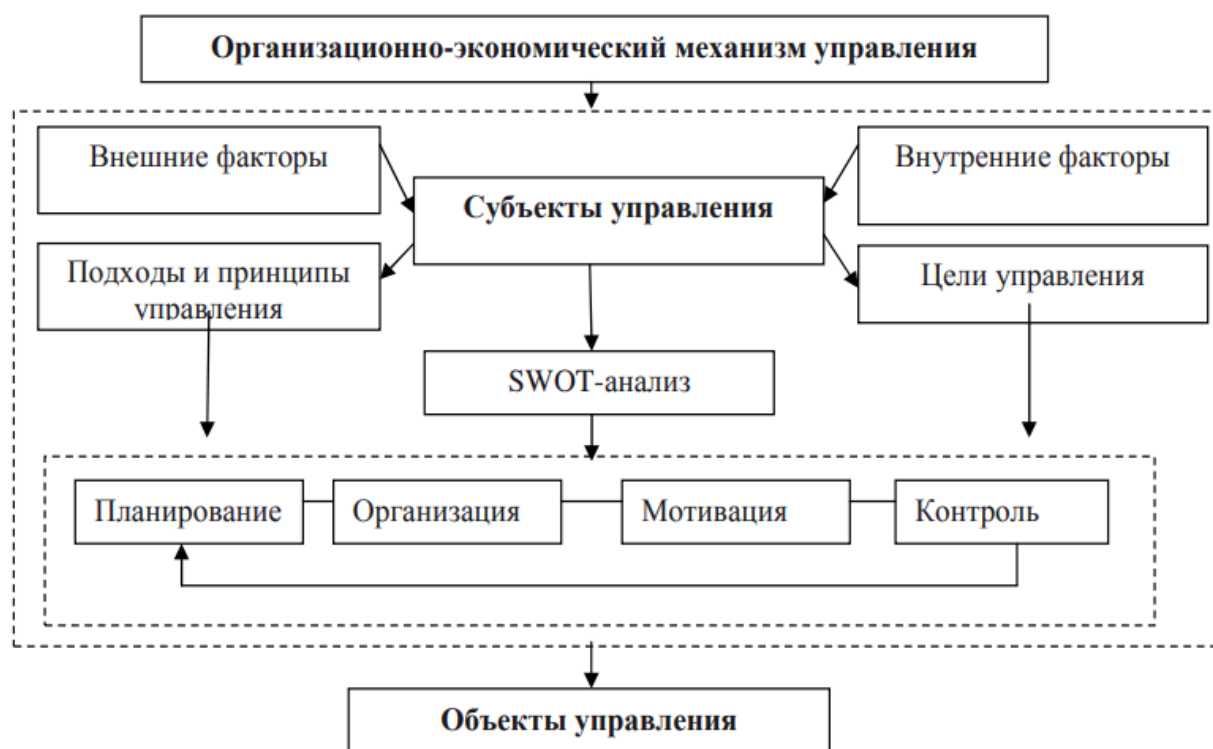 Организационно-экономический механизм управления
Внешние факторы
Внутренние факторы
Субъекты управления
Подходы и принципы
управления
Цели управления
SWOT-анализ
Планирование
Организация
Мотивация
Контроль
Объекты управления